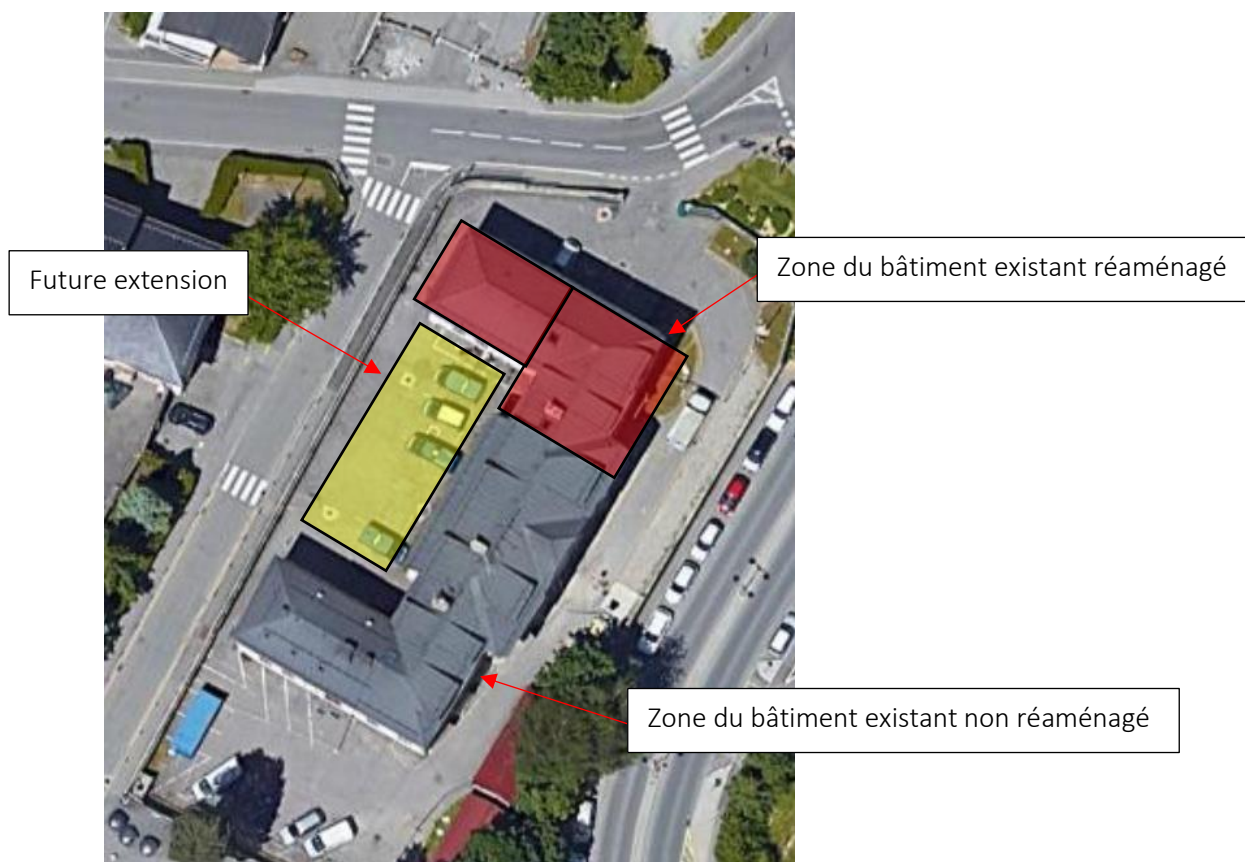 Zone du bâtiment existant réaménagé
Future extension
Zone du bâtiment existant non réaménagé